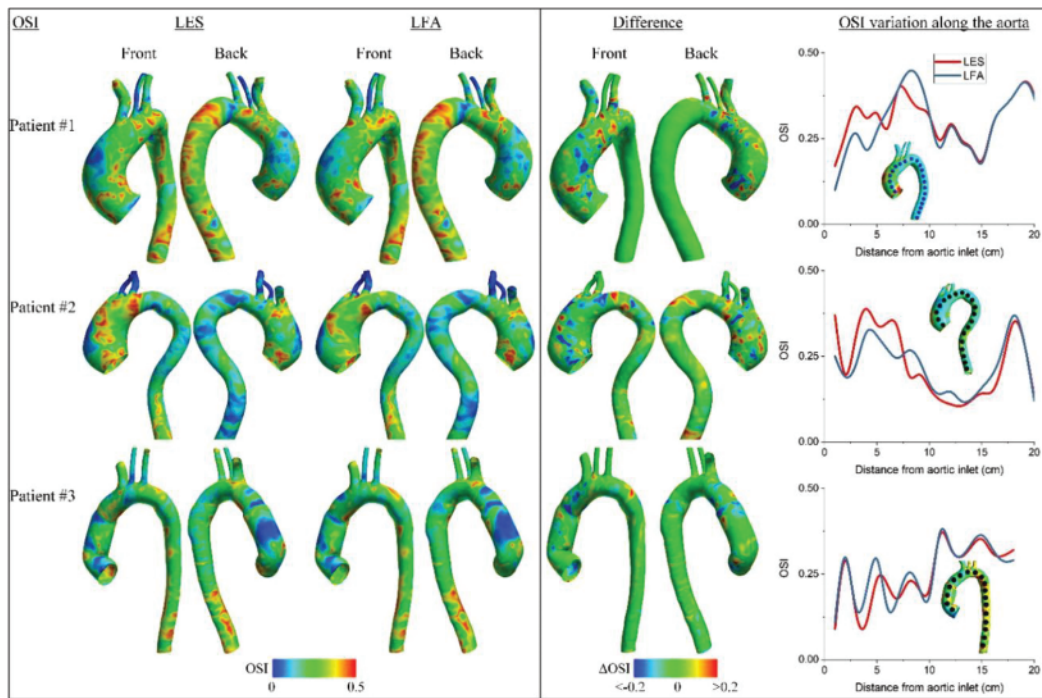 OSI LES LFA Difference OSI variation along the aorta
Front Back Front Back Front Back
Patient #1
Patient #2
Patient #3
OSI
0 0.5
ΔOSI
<-0.2 0 >0.2
LES
LFA
0.50
0.25
0.00
OSI
0 5 10 15 20
Distance from aortic inlet (cm)
0.50
0.25
0.00
OSI
0 5 10 15 20
Distance from aortic inlet (cm)
0.50
0.25
0.00
OSI
0 5 10 15 20
Distance from aortic inlet (cm)